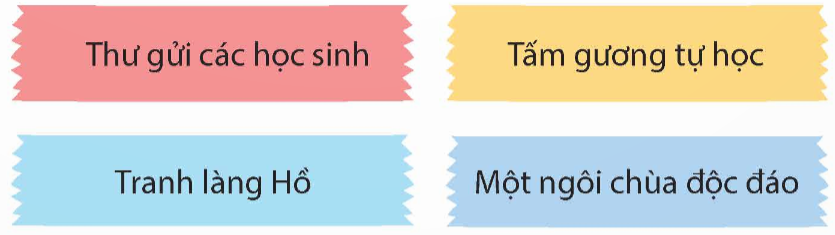 Thư gửi các học sinh
Tấm gương tự học
Tranh làng Hồ
Một ngôi chùa độc đáo